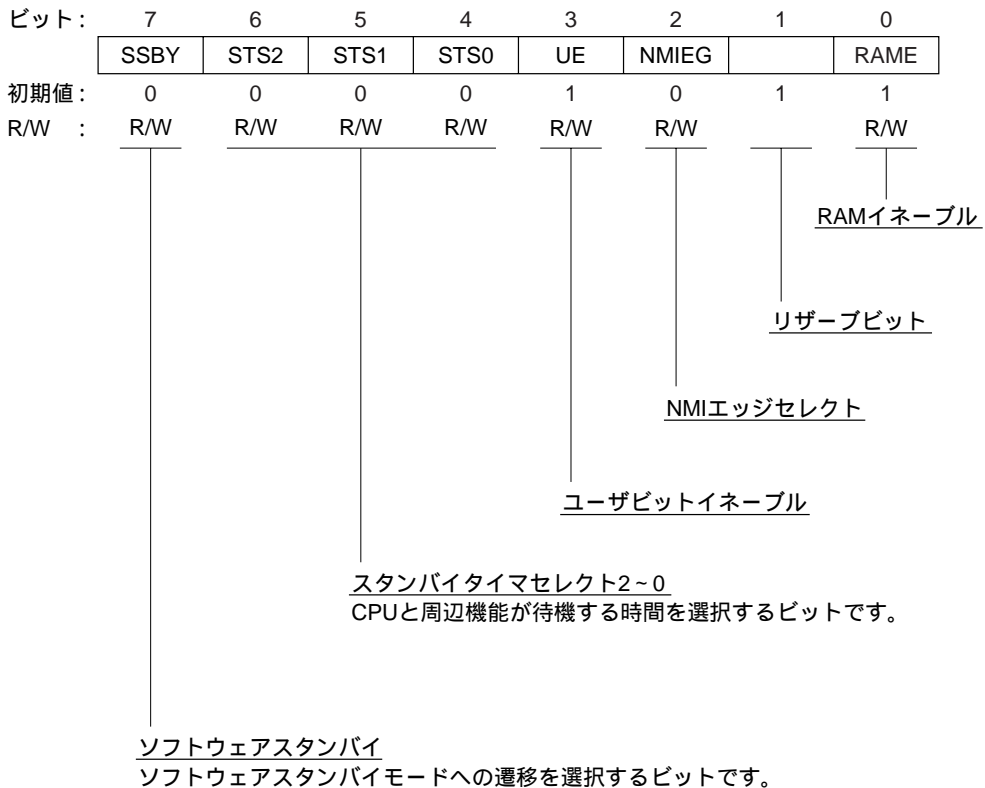 ビット: 7 6 5 4 3 2 1 0
SSBY STS2 STS1 STS0 UE NMIEG RAME
初期値: 0 0 0 0 1 0 1 1
R/W : R/W R/W R/W R/W R/W R/W R/W
RAMイネーブル
リザーブビット
NMIエッジセレクト
ユーザビットイネーブル
スタンバイタイマセレクト2~0
CPUと周辺機能が待機する時間を選択するビットです。
ソフトウェアスタンバイ
ソフトウェアスタンバイモードへの遷移を選択するビットです。